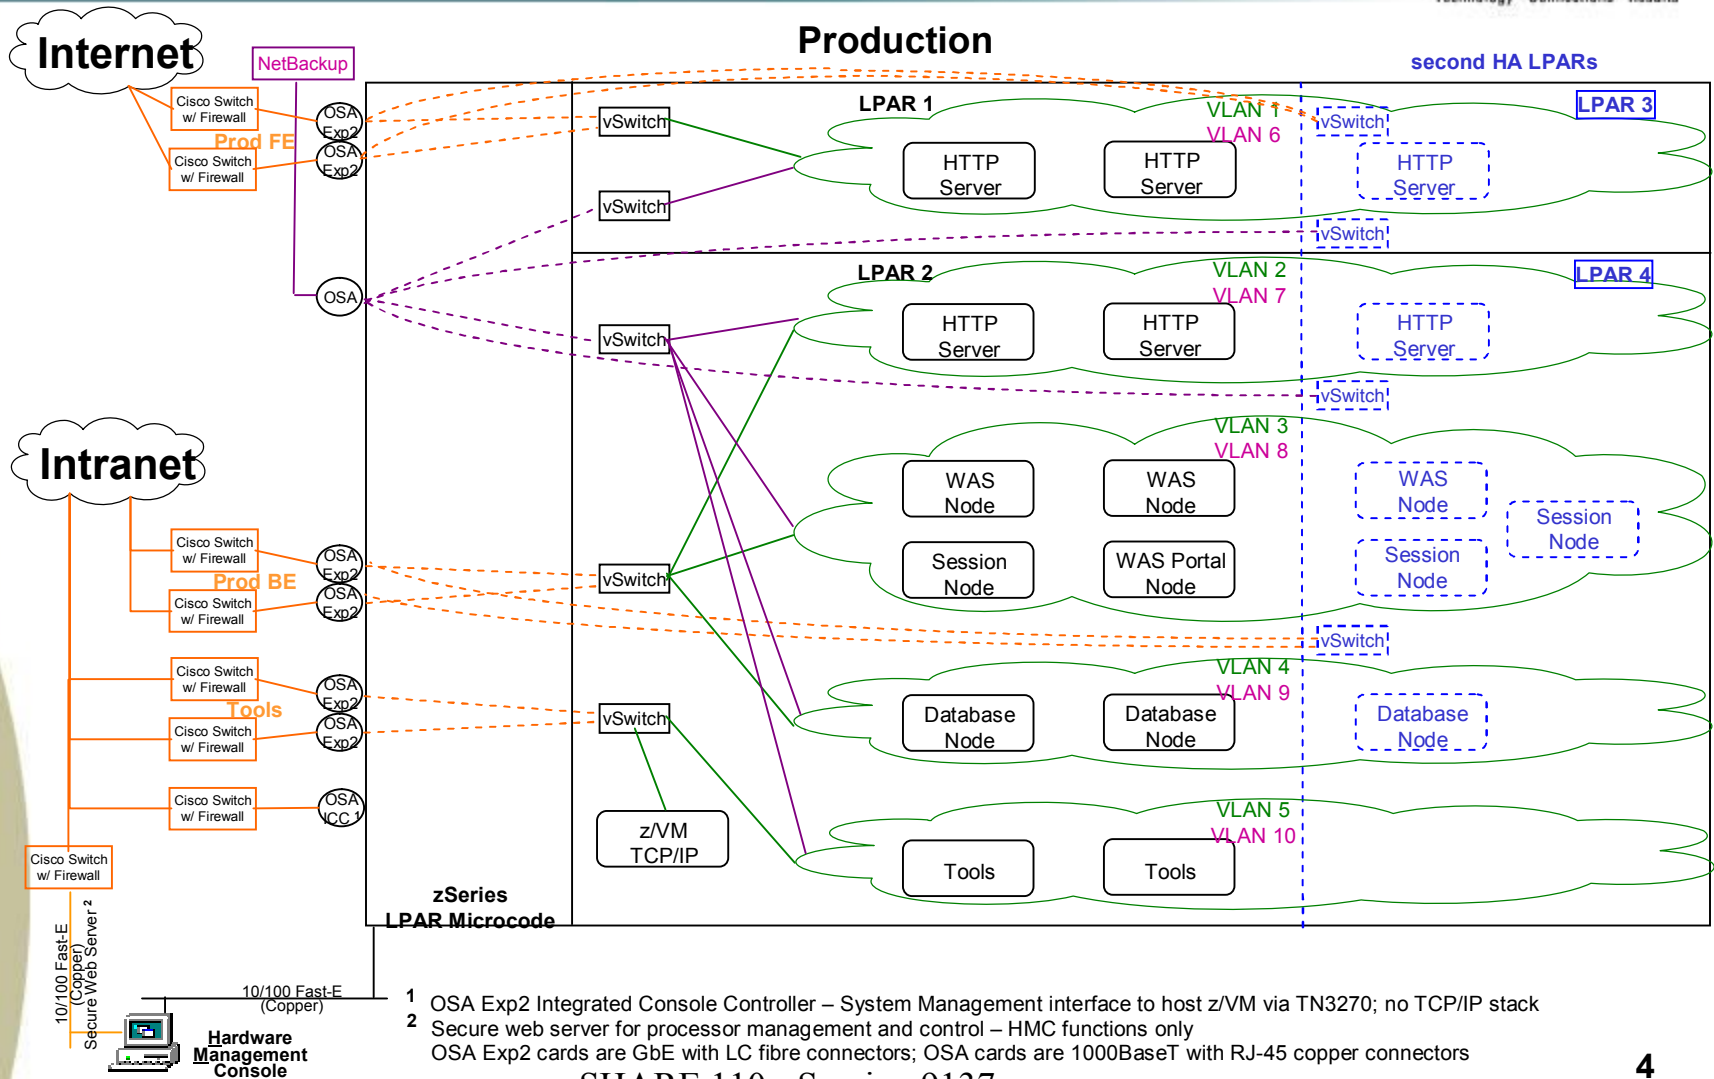 Technology · Connections · Results
Production
Internet
NetBackup
second HA LPARs
Cisco Switch
w/ Firewall
OSA
Exp2
Prod FE
Cisco Switch
w/ Firewall
OSA
Exp2
vSwitch
LPAR 1
VLAN 1
VLAN 6
vSwitch
LPAR 3
HTTP
Server
HTTP
Server
HTTP
Server
vSwitch
vSwitch
OSA
LPAR 2
VLAN 2
VLAN 7
LPAR 4
vSwitch
HTTP
Server
HTTP
Server
HTTP
Server
vSwitch
Intranet
VLAN 3
VLAN 8
WAS
Node
WAS
Node
WAS
Node
Session
Node
Cisco Switch
w/ Firewall
OSA
Exp2
Prod BE
Cisco Switch
w/ Firewall
OSA
Exp2
vSwitch
Session
Node
WAS Portal
Node
Session
Node
vSwitch
Cisco Switch
w/ Firewall
OSA
Exp2
Tools
Cisco Switch
w/ Firewall
OSA
Exp2
vSwitch
VLAN 4
VLAN 9
Database
Node
Database
Node
Database
Node
Cisco Switch
w/ Firewall
OSA
ICC 1
z/VM
TCP/IP
VLAN 5
VLAN 10
Tools
Tools
Cisco Switch
w/ Firewall
zSeries
LPAR Microcode
10/100 Fast-E
(Copper)
Secure Web Server 2
10/100 Fast-E
(Copper)
Hardware
Management
Console
1 OSA Exp2 Integrated Console Controller – System Management interface to host z/VM via TN3270; no TCP/IP stack
2 Secure web server for processor management and control – HMC functions only
OSA Exp2 cards are GbE with LC fibre connectors; OSA cards are 1000BaseT with RJ-45 copper connectors
SHARE 110 - Session 9137
4